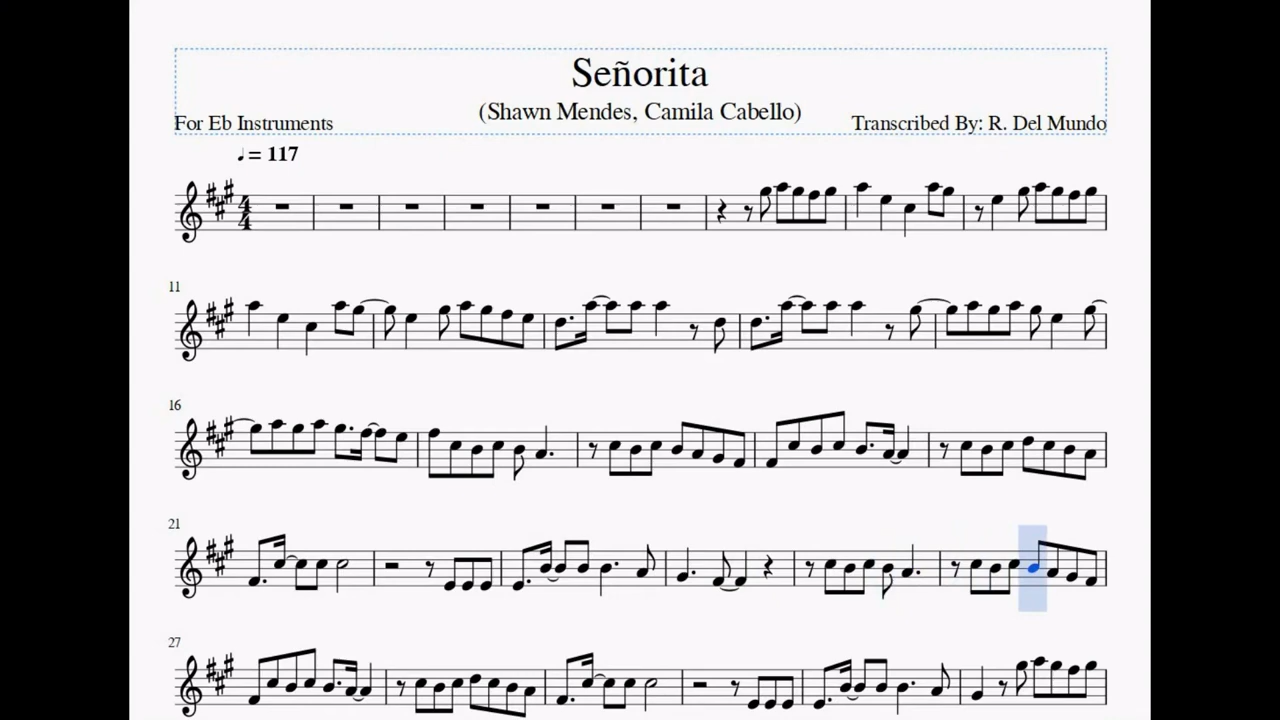 Señorita
(Shawn Mendes, Camila Cabello)
For Eb Instruments
Transcribed By: R. Del Mundo
♩ = 117
4
4
11
16
21
27